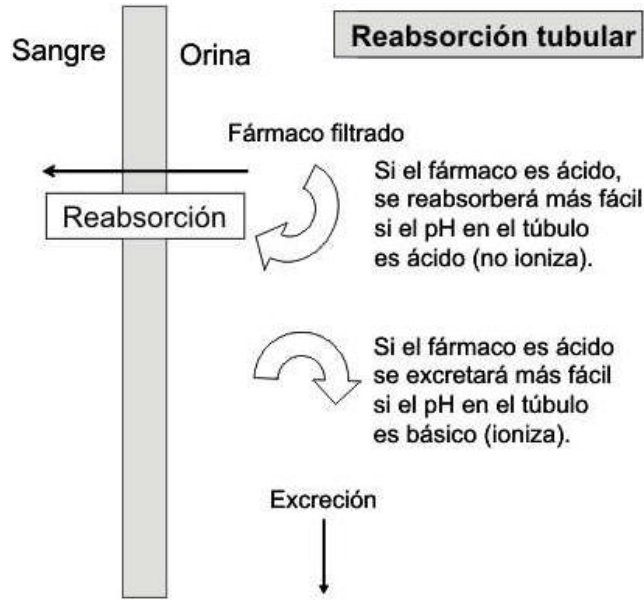 Reabsorción tubular
Sangre
Orina
Fármaco filtrado
Si el fármaco es ácido,
se reabsorberá más fácil
si el pH en el túbulo
es ácido (no ioniza).
Reabsorción
Si el fármaco es ácido
se excretará más fácil
si el pH en el túbulo
es básico (ioniza).
Excreción